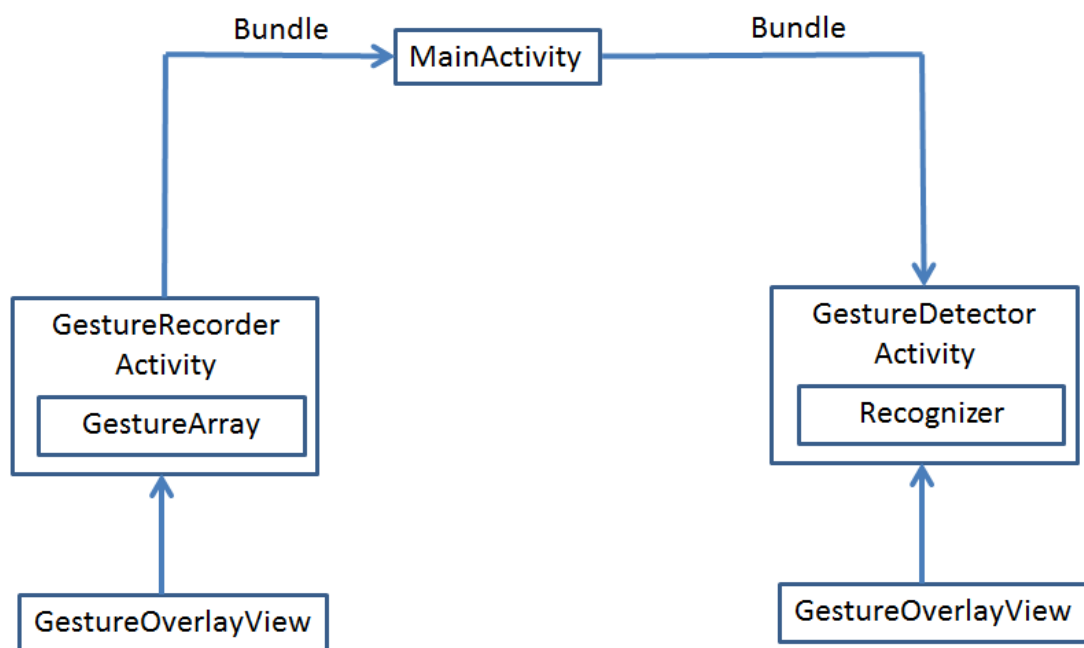 Bundle
MainActivity
Bundle
GestureRecorder
Activity
GestureArray
GestureOverlayView
GestureDetector
Activity
Recognizer
GestureOverlayView